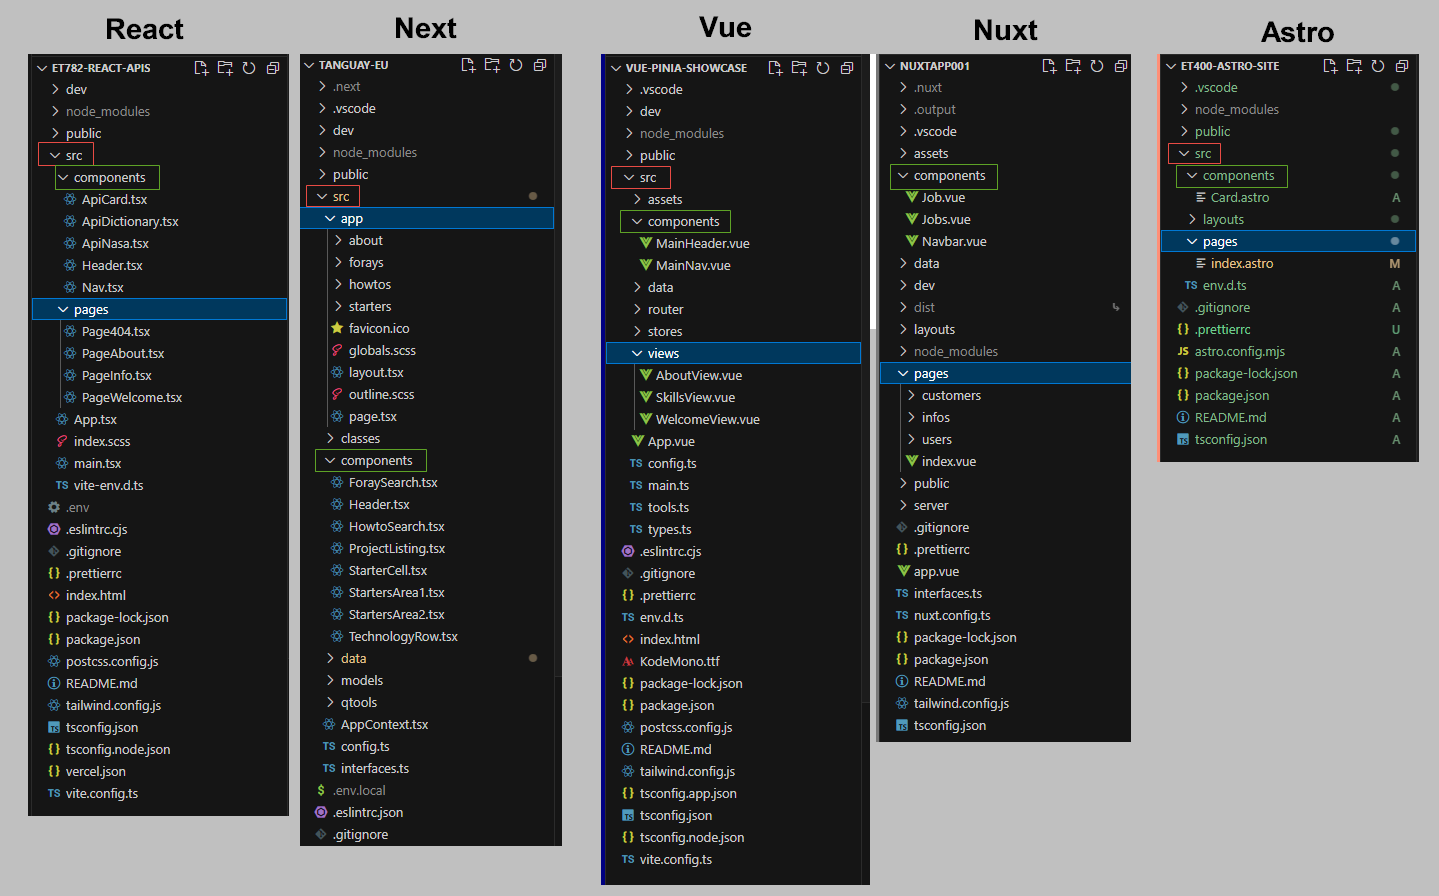 React
ET782-REACT-APIS
dev
node_modules
public
src
components
ApiCard.tsx
ApiDictionary.tsx
ApiNasa.tsx
Header.tsx
Nav.tsx
pages
Page404.tsx
PageAbout.tsx
PageInfo.tsx
PageWelcome.tsx
App.tsx
index.scss
main.tsx
TS vite-env.d.ts
.env
.eslintrc.cjs
.gitignore
{} .prettierrc
<> index.html
{} package-lock.json
{} package.json
postcss.config.js
README.md
tailwind.config.js
TS tsconfig.json
{} tsconfig.node.json
{} vercel.json
TS vite.config.ts
Next
TANGUAY-EU
.next
.vscode
dev
node_modules
public
src
app
about
forays
howtos
starters
favicon.ico
globals.scss
layout.tsx
outline.scss
page.tsx
classes
components
ForaySearch.tsx
Header.tsx
HowtoSearch.tsx
ProjectListing.tsx
StarterCell.tsx
StartersArea1.tsx
StartersArea2.tsx
TechnologyRow.tsx
data
models
qtools
AppContext.tsx
TS config.ts
TS interfaces.ts
$ .env.local
.eslintrc.json
.gitignore
Vue
VUE-PINIA-SHOWCASE
.vscode
dev
node_modules
public
src
assets
components
MainHeader.vue
MainNav.vue
data
router
stores
views
AboutView.vue
SkillsView.vue
WelcomeView.vue
App.vue
TS config.ts
TS main.ts
TS tools.ts
TS types.ts
.eslintrc.cjs
.gitignore
{} .prettierrc
TS env.d.ts
<> index.html
KodeMono.ttf
{} package-lock.json
{} package.json
postcss.config.js
README.md
tailwind.config.js
{} tsconfig.app.json
TS tsconfig.json
{} tsconfig.node.json
TS vite.config.ts
Nuxt
NUXTAPP001
.nuxt
.output
.vscode
assets
components
Job.vue
Jobs.vue
Navbar.vue
data
dev
dist
layouts
node_modules
pages
customers
infos
users
index.vue
public
server
.gitignore
{} .prettierrc
app.vue
TS interfaces.ts
TS nuxt.config.ts
{} package-lock.json
{} package.json
README.md
tailwind.config.js
TS tsconfig.json
Astro
ET400-ASTRO-SITE
.vscode
node_modules
public
src
components
Card.astro A
layouts
pages
index.astro M
TS env.d.ts A
.gitignore A
{} .prettierrc U
JS astro.config.mjs A
{} package-lock.json A
{} package.json A
README.md A
TS tsconfig.json A